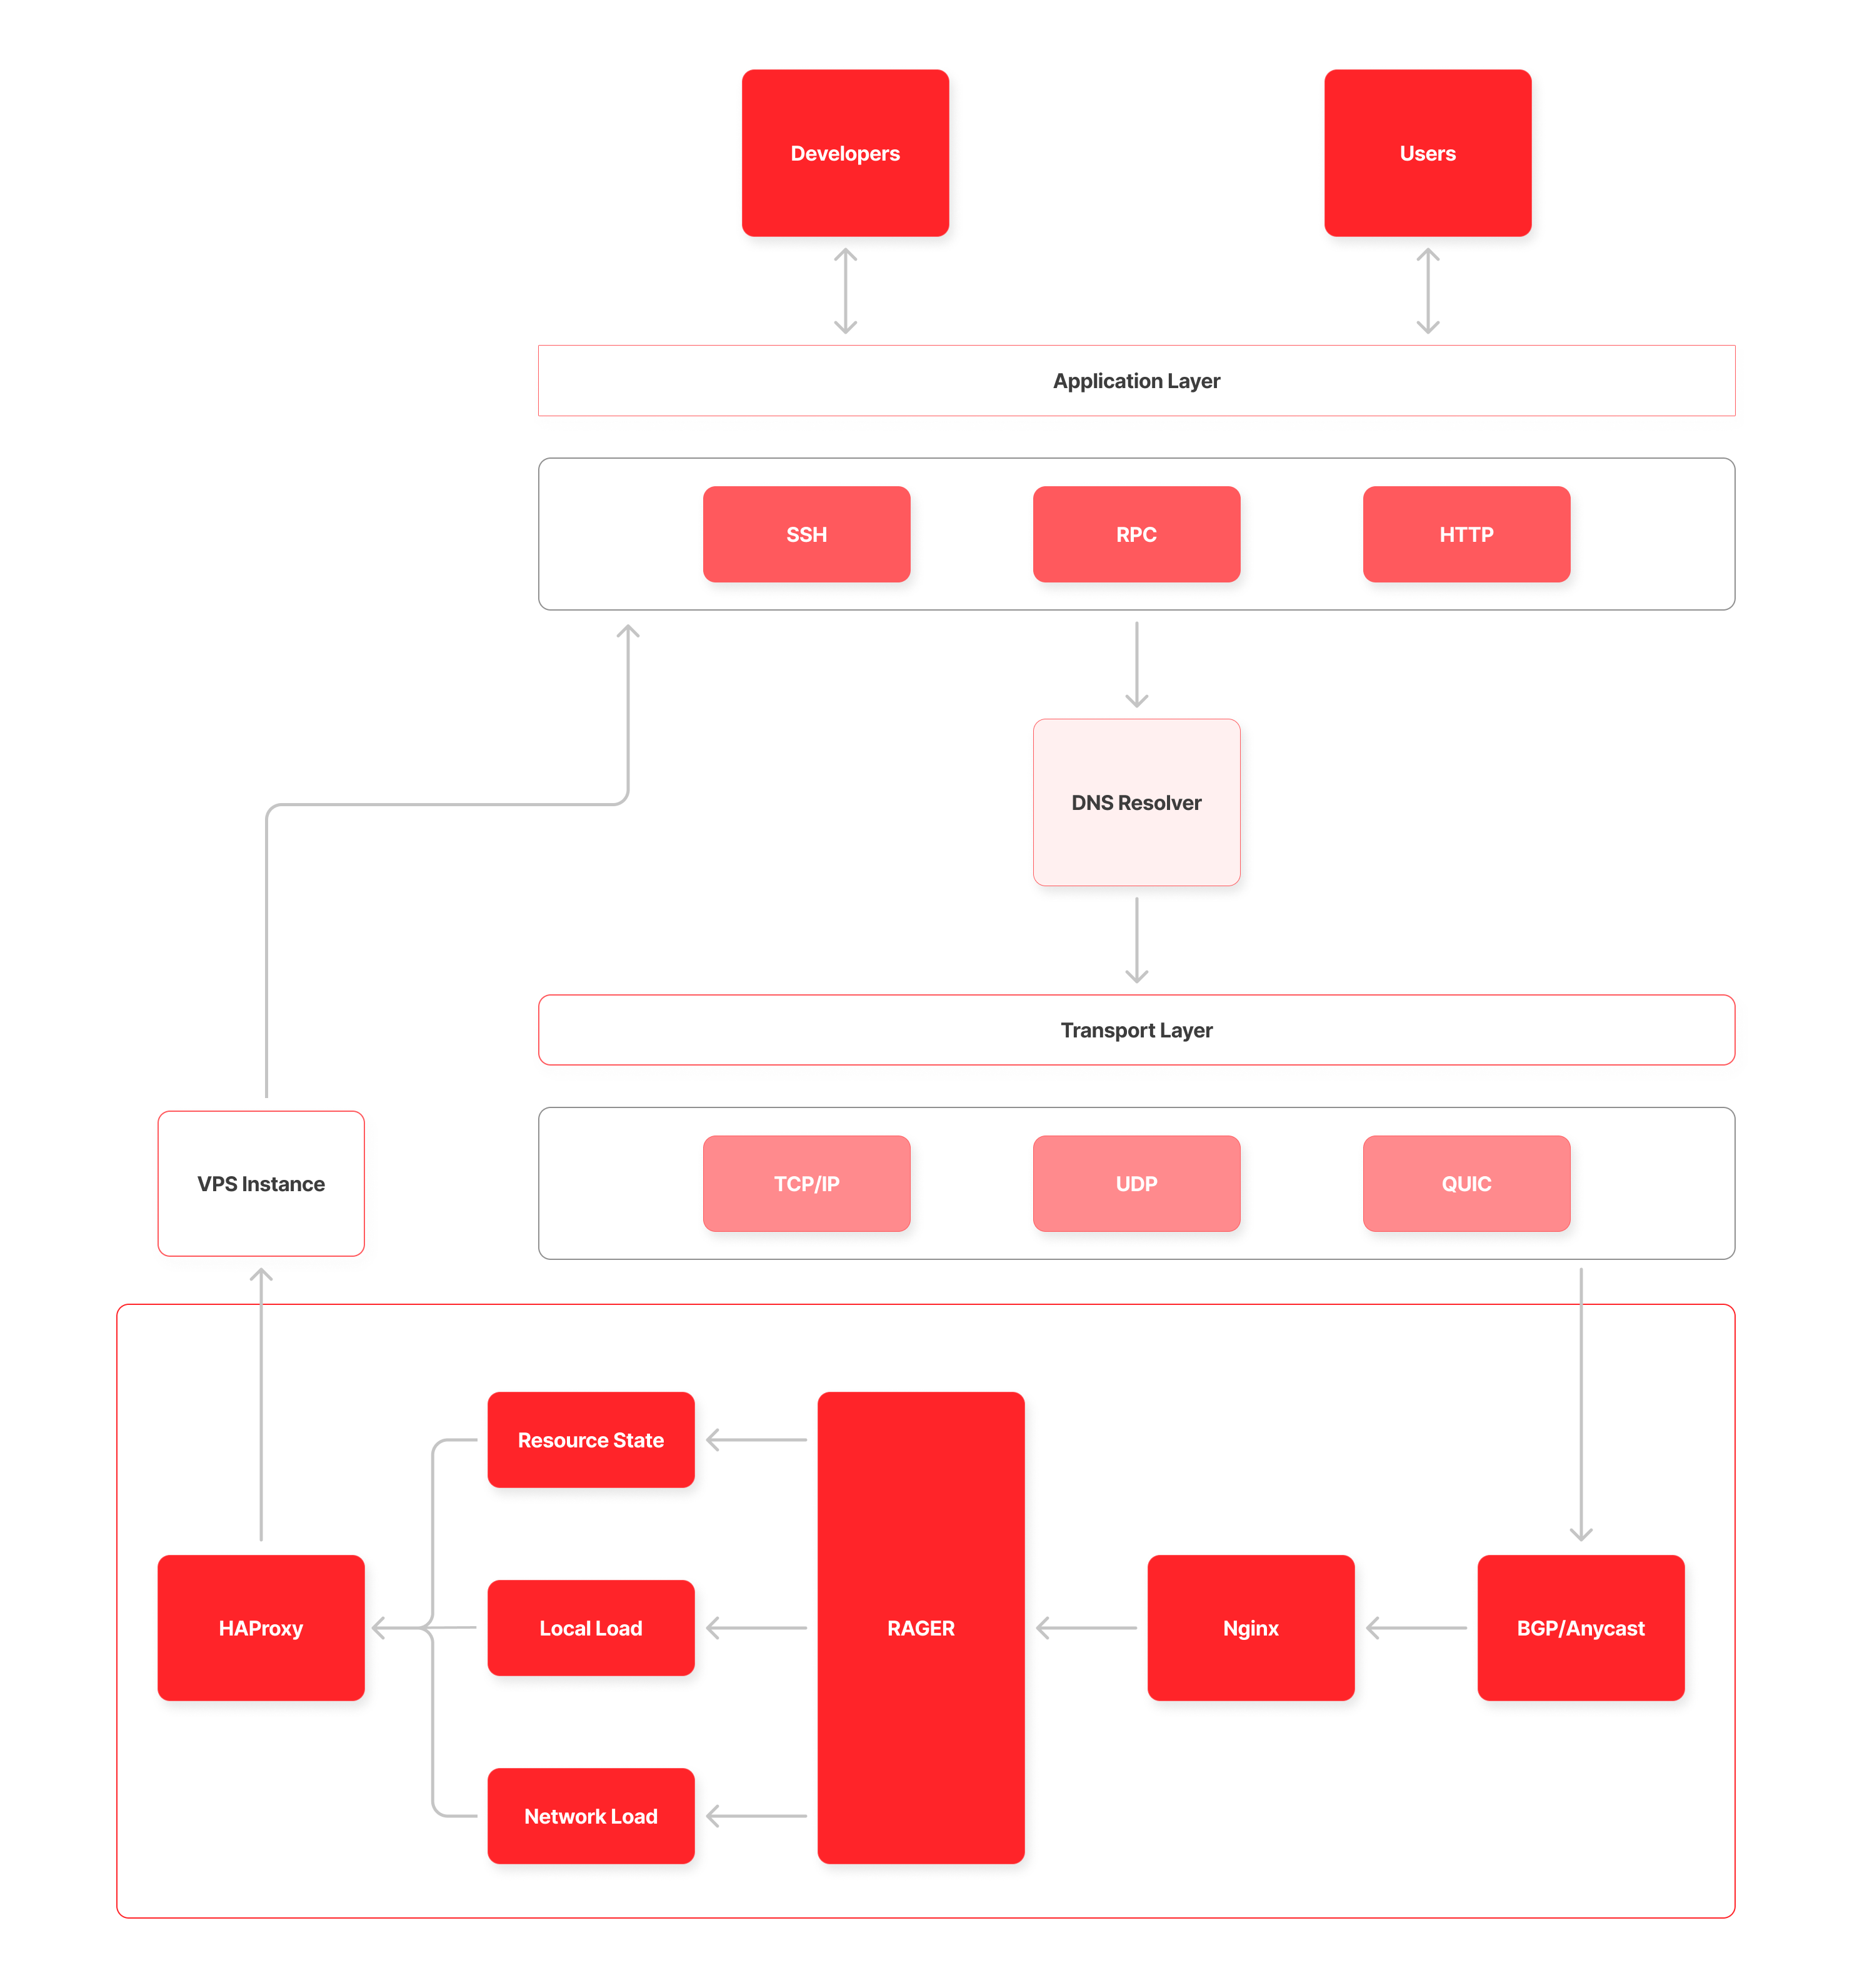 Developers
Users
Application Layer
SSH
RPC
HTTP
DNS Resolver
Transport Layer
VPS Instance
TCP/IP
UDP
QUIC
Resource State
HAProxy
Local Load
RAGER
Nginx
BGP/Anycast
Network Load